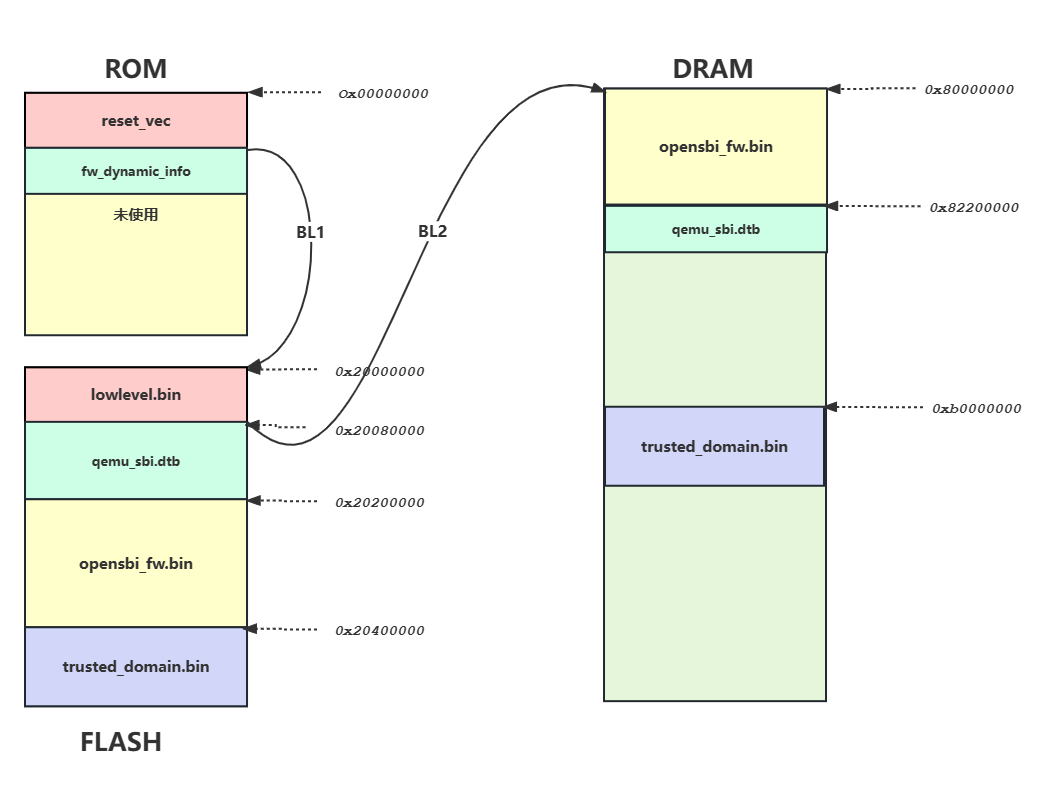 ROM
0x00000000
reset_vec
fw_dynamic_info
未使用
BL1
BL2
0x20000000
lowlevel.bin
0x20080000
qemu_sbi.dtb
0x20200000
opensbi_fw.bin
0x20400000
trusted_domain.bin
FLASH
DRAM
0x80000000
opensbi_fw.bin
0x82200000
qemu_sbi.dtb
0xb0000000
trusted_domain.bin